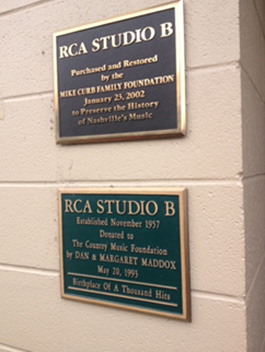 RCA STUDIO B
Purchased and Restored
by the
MIKE CURB FAMILY FOUNDATION
January 23, 2002
to Preserve the History
of Nashville's Music
RCA STUDIO B
Established November 1957
Donated to
The Country Music Foundation
by DAN & MARGARET MADDOX
May 20, 1993
Birthplace Of A Thousand Hits